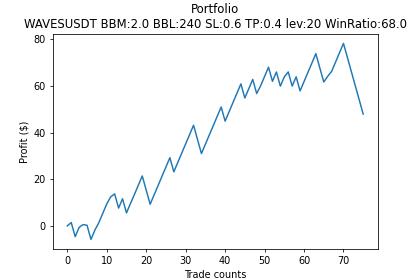 Portfolio
WAVESUSDT BBM:2.0 BBL:240 SL:0.6 TP:0.4 lev:20 WinRatio:68.0
80
60
40
20
0
Profit ($)
0 10 20 30 40 50 60 70
Trade counts